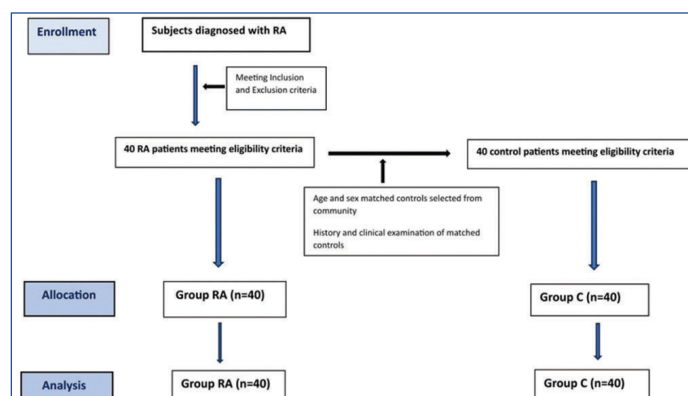 Enrollment
Subjects diagnosed with RA
Meeting Inclusion
and Exclusion criteria
40 RA patients meeting eligibility criteria
40 control patients meeting eligibility criteria
Age and sex matched controls selected from
community
History and clinical examination of matched
controls
Allocation
Group RA (n=40)
Group C (n=40)
Analysis
Group RA (n=40)
Group C (n=40)